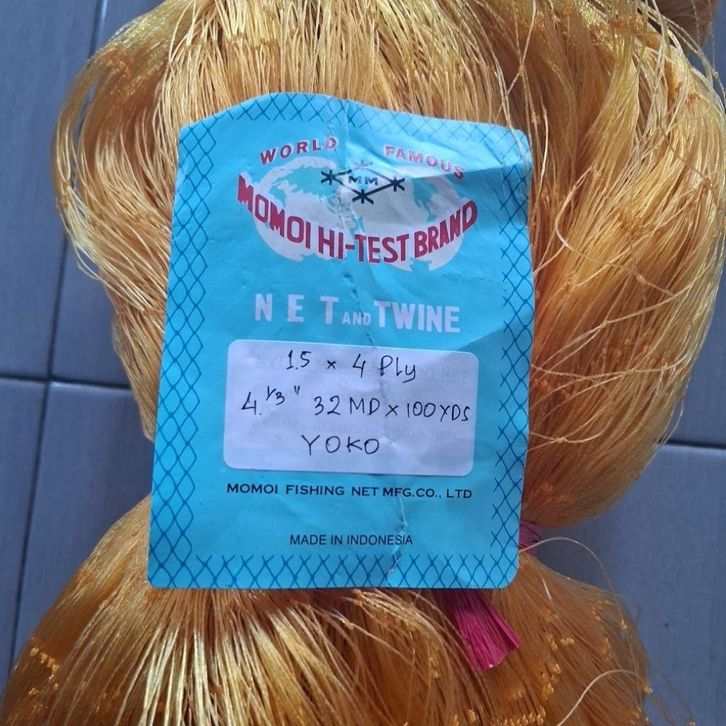 WORLD FAMOUS
MM
MOMOI HI-TEST BRAND
NET AND TWINE
1.5 x 4 Ply
4.1/3" 32 MD x 100 YDS
YOKO
MOMOI FISHING NET MFG.CO., LTD
MADE IN INDONESIA